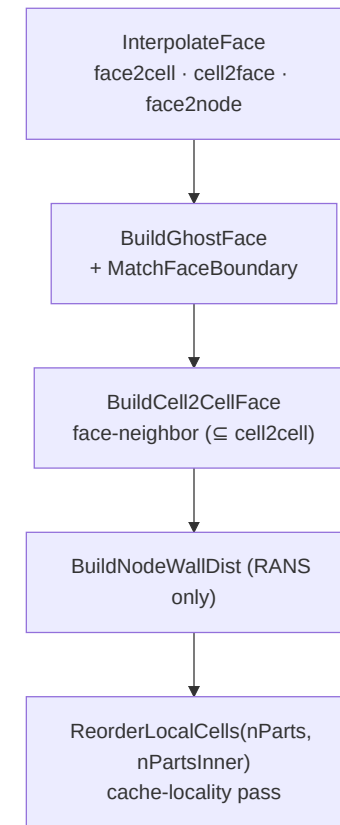 InterpolateFace
face2cell · cell2face ·
face2node
BuildGhostFace
+ MatchFaceBoundary
BuildCell2CellFace
face-neighbor (⊆ cell2cell)
BuildNodeWallDist (RANS
only)
ReorderLocalCells(nParts,
nPartsInner)
cache-locality pass